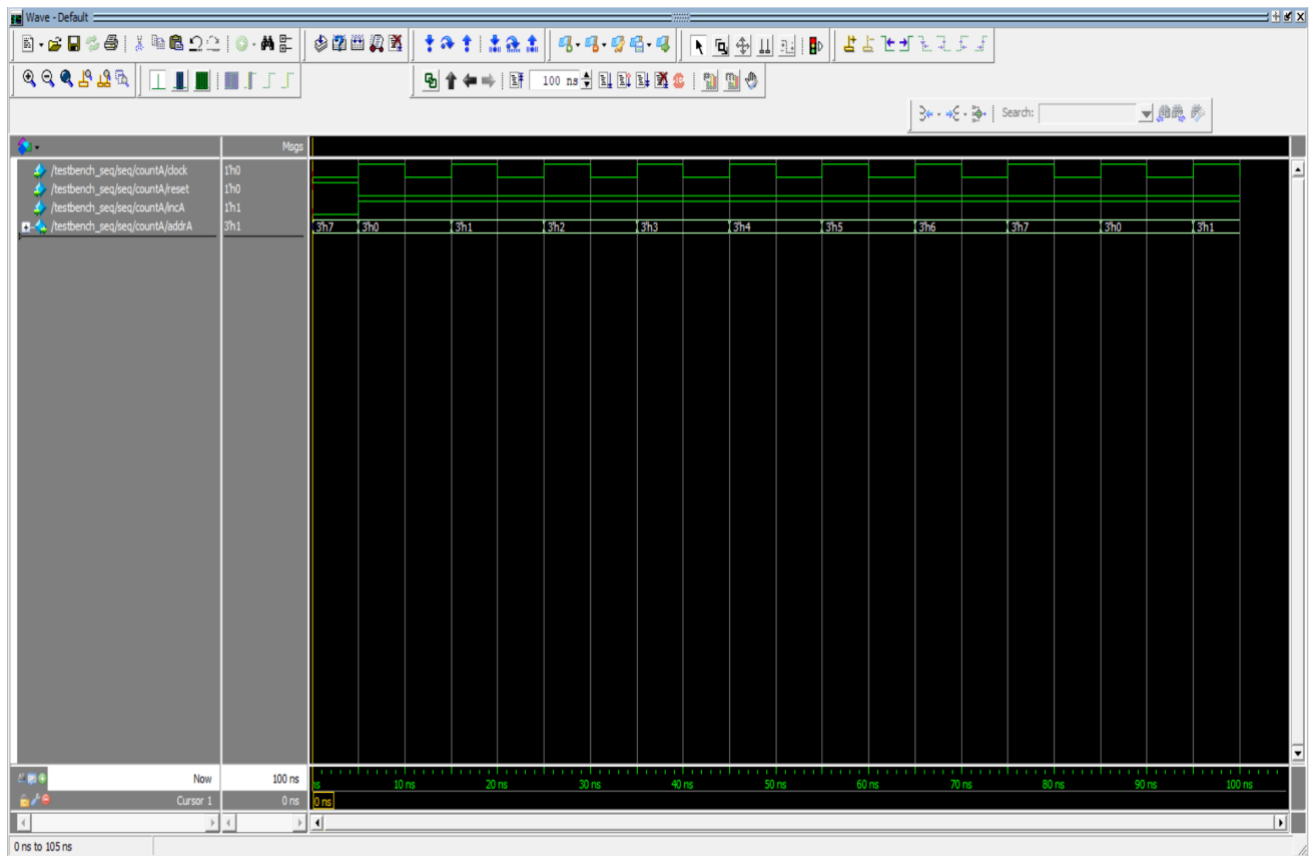 Wave - Default
100 ns
Search:
Msgs
/testbench_seq/seq/countA/clock 1'h0
/testbench_seq/seq/countA/reset 1'h0
/testbench_seq/seq/countA/incA 1'h1
/testbench_seq/seq/countA/addrA 3'h1 3'h7 3'h0 3'h1 3'h2 3'h3 3'h4 3'h5 3'h6 3'h7 3'h0 3'h1
Now 100 ns ns 10 ns 20 ns 30 ns 40 ns 50 ns 60 ns 70 ns 80 ns 90 ns 100 ns
Cursor 1 0 ns 0 ns
0 ns to 105 ns